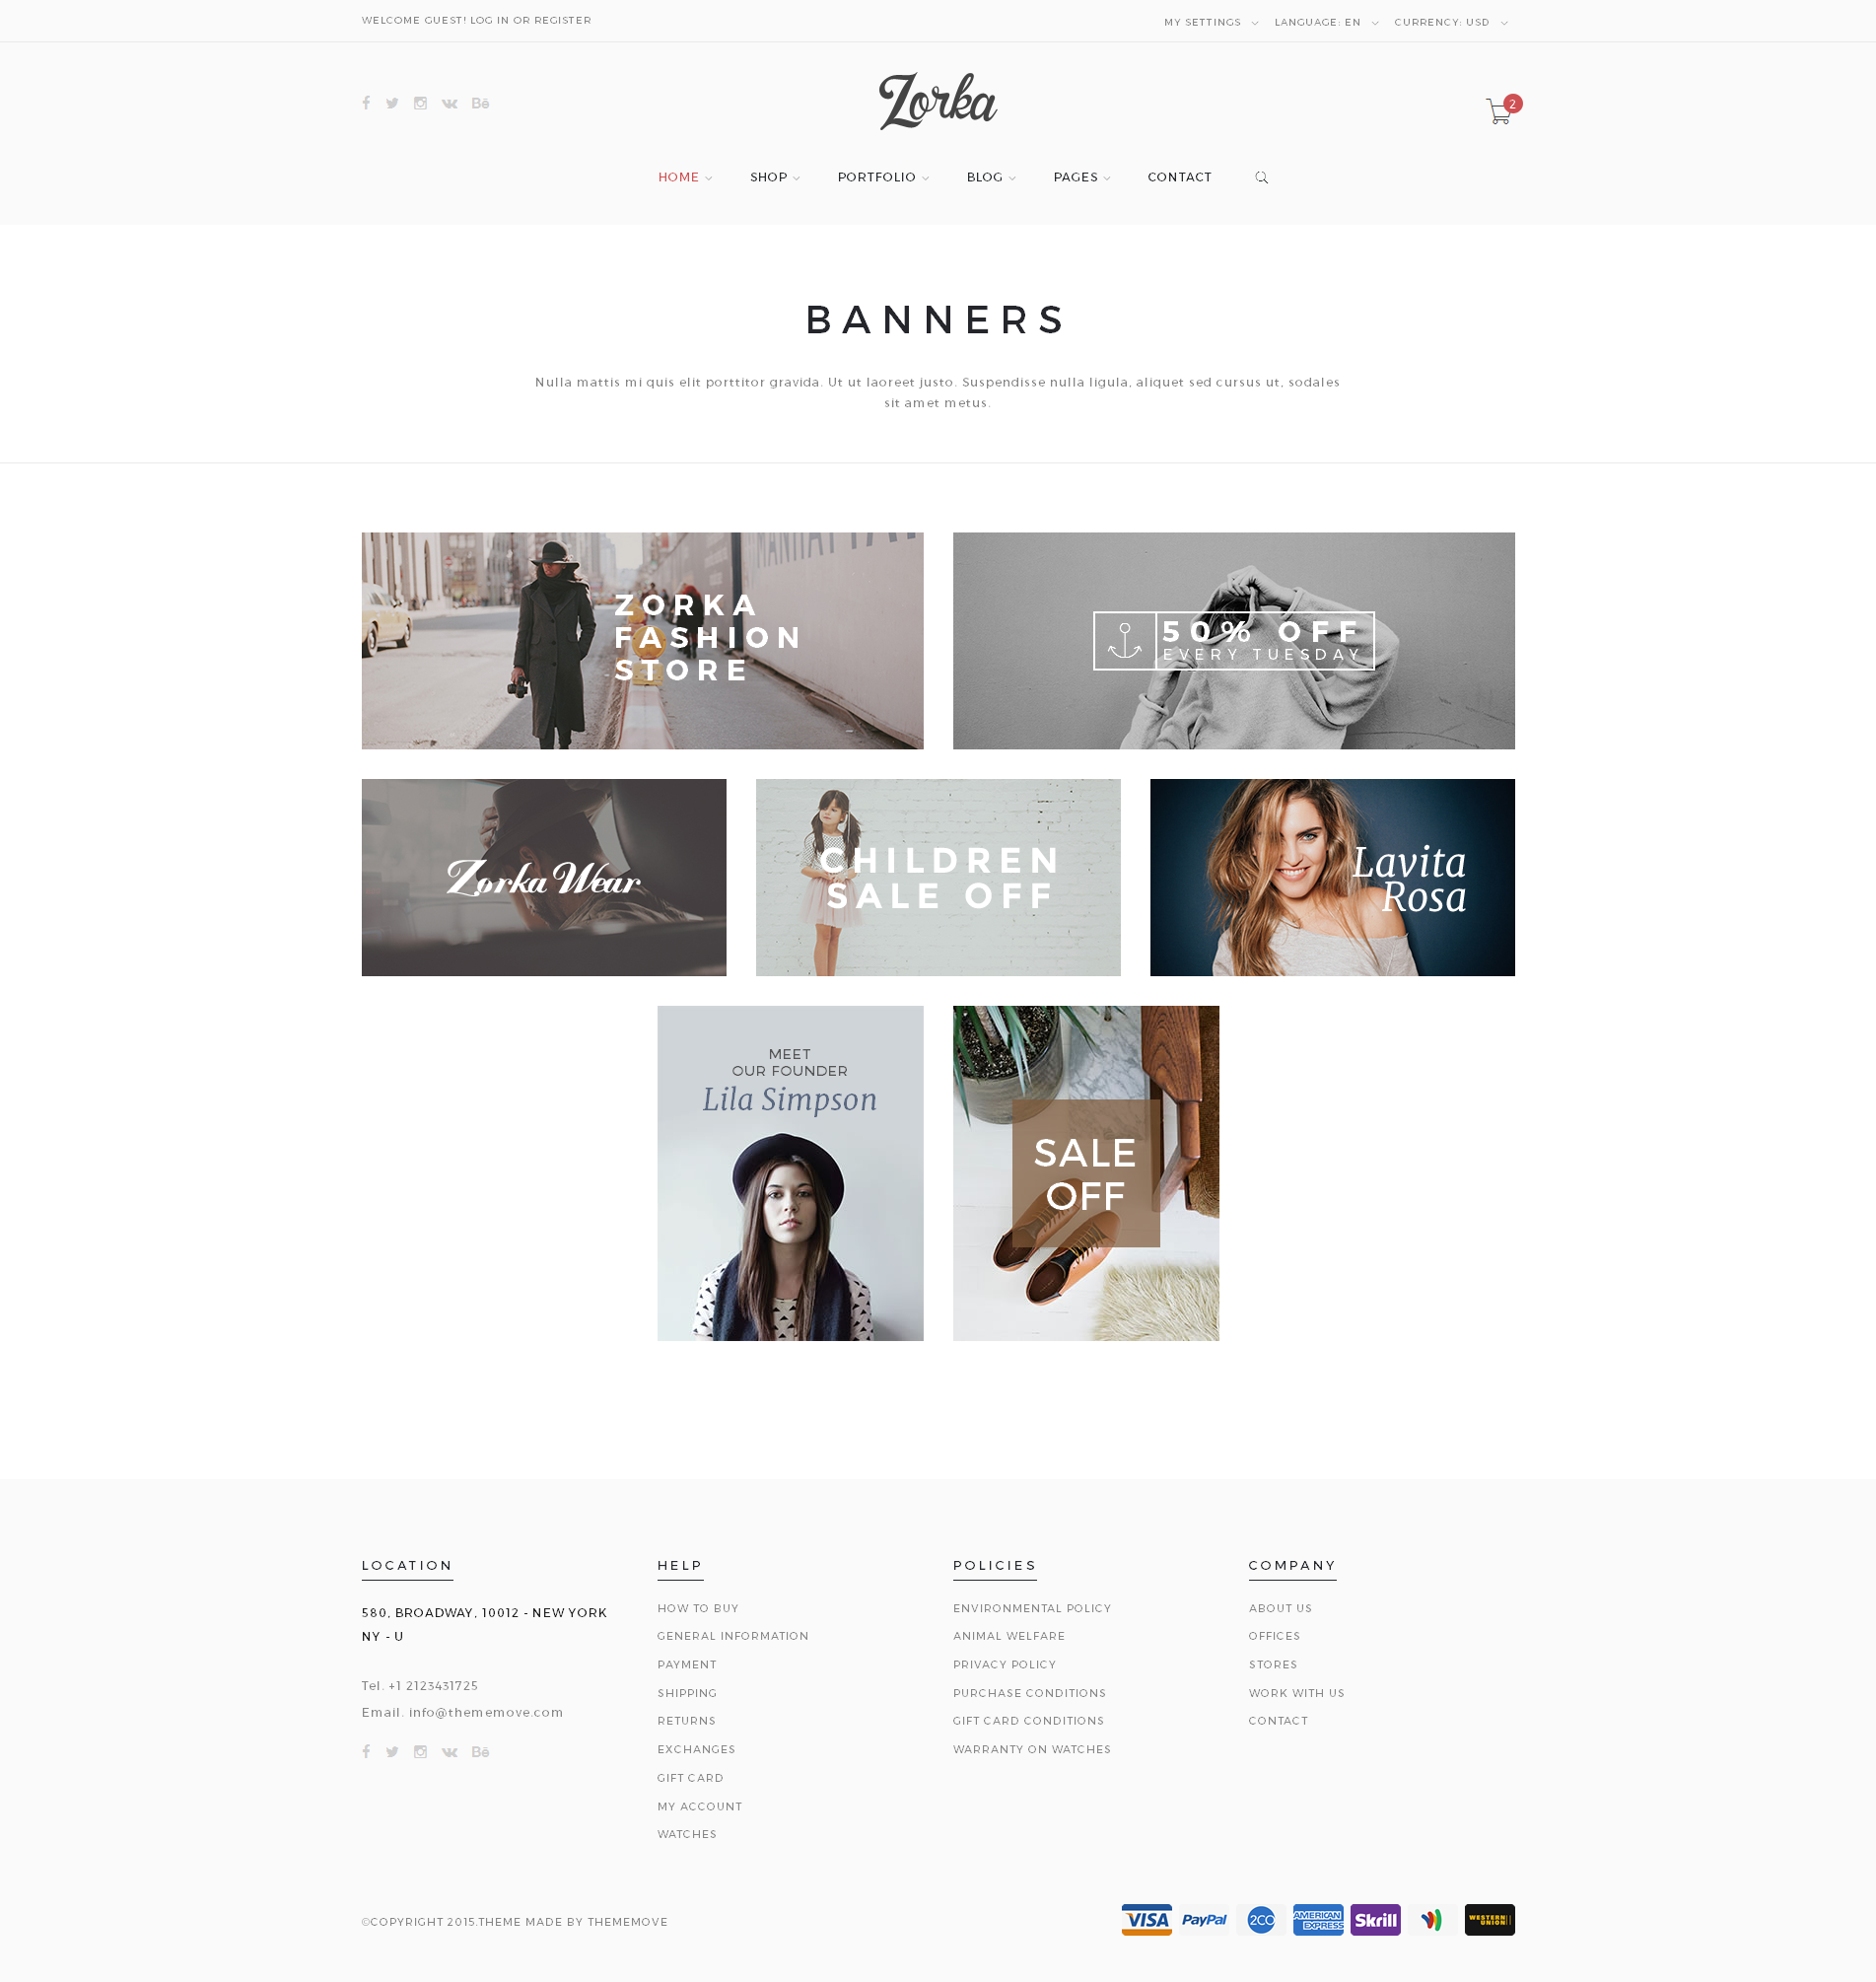 WELCOME GUEST! LOG IN OR REGISTER
MY SETTINGS LANGUAGE: EN CURRENCY: USD
Bē
Zorka
2
HOME SHOP PORTFOLIO BLOG PAGES CONTACT
BANNERS
Nulla mattis mi quis elit porttitor gravida. Ut ut laoreet justo. Suspendisse nulla ligula, aliquet sed cursus ut, sodales
sit amet metus.
MANHATTAN
ZORKA
FASHION
STORE
50% OFF
EVERY TUESDAY
Zorka Wear
CHILDREN
SALE OFF
Lavita
Rosa
MEET
OUR FOUNDER
Lila Simpson
SALE
OFF
LOCATION
580, BROADWAY, 10012 - NEW YORK
NY - U
Tel. +1 2123431725
Email. info@thememove.com
Bē
HELP
HOW TO BUY
GENERAL INFORMATION
PAYMENT
SHIPPING
RETURNS
EXCHANGES
GIFT CARD
MY ACCOUNT
WATCHES
POLICIES
ENVIRONMENTAL POLICY
ANIMAL WELFARE
PRIVACY POLICY
PURCHASE CONDITIONS
GIFT CARD CONDITIONS
WARRANTY ON WATCHES
COMPANY
ABOUT US
OFFICES
STORES
WORK WITH US
CONTACT
©COPYRIGHT 2015.THEME MADE BY THEMEMOVE
VISA
PayPal
2CO
AMERICAN
EXPRESS
Skrill
WESTERN
UNION